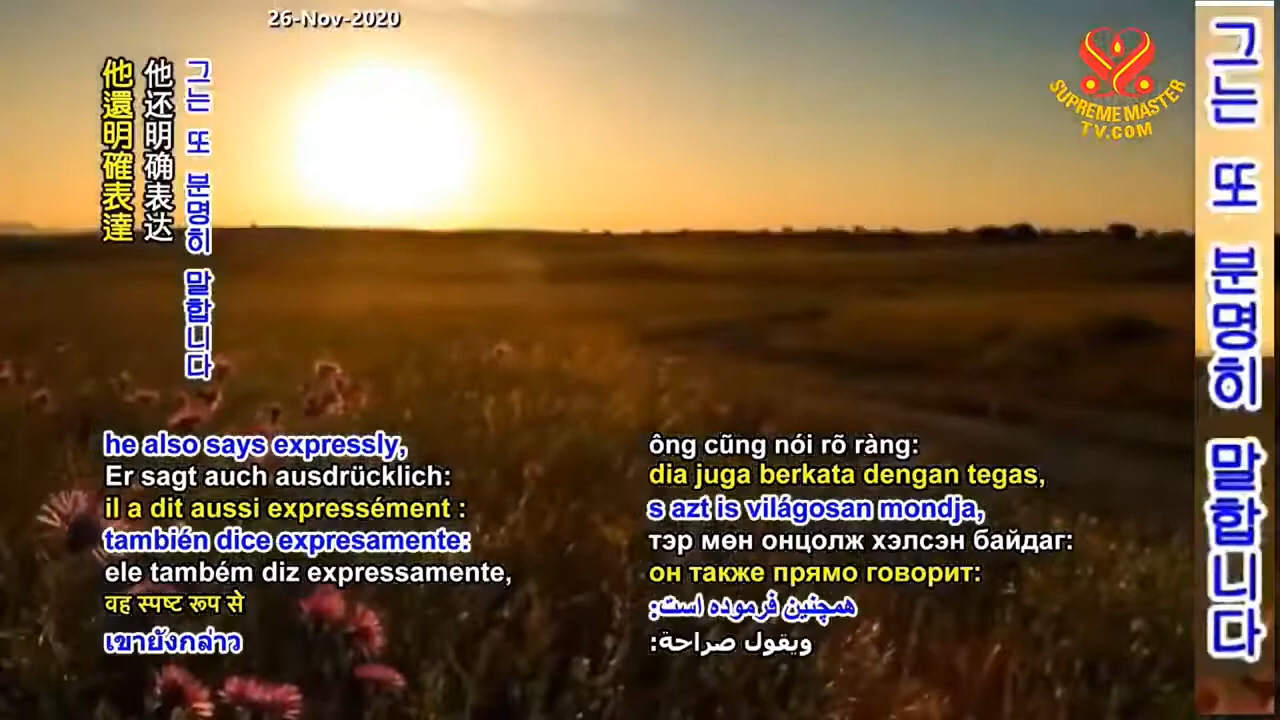 26-Nov-2020
SUPREME MASTER
TV.COM
他還明確表達
他还明确表达
그는 또 분명히 말합니다
그는 또 분명히 말합니다
he also says expressly,
Er sagt auch ausdrücklich:
il a dit aussi expressément :
también dice expresamente:
ele também diz expressamente,
वह स्पष्ट रूप से
เขายังกล่าว
ông cũng nói rõ ràng:
dia juga berkata dengan tegas,
s azt is világosan mondja,
тэр мөн онцолж хэлсэн байдаг:
он также прямо говорит:
همچنین فرموده است:
ويقول صراحة: